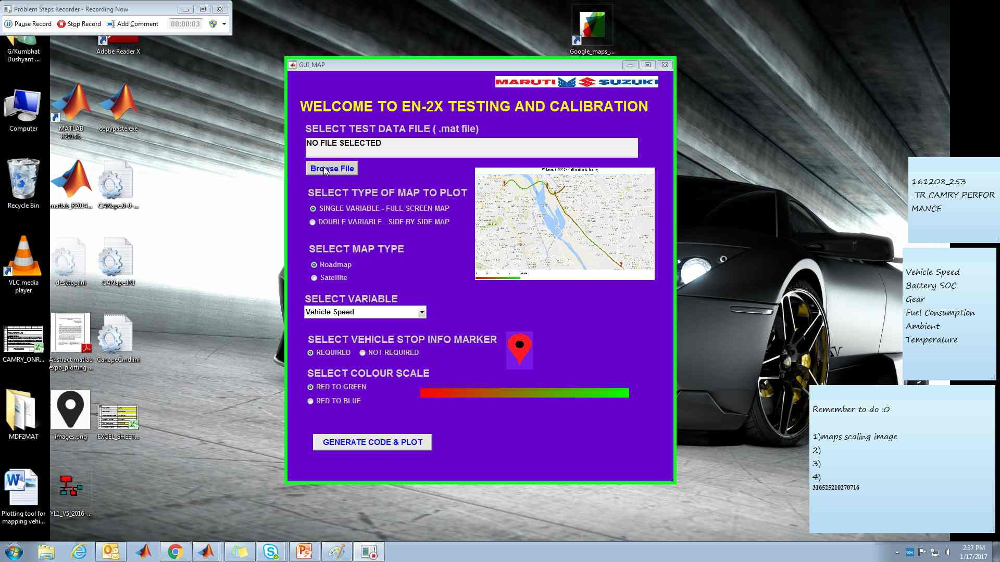 Problem Steps Recorder - Recording Now
Pause Record
Stop Record
Add Comment
00:00:03
G/Kumbhat
Dushyant ...
Adobe Reader X
Google_maps_...
Computer
MATLAB
R2014b
copypaste.exe
Recycle Bin
matlab_R2014...
CANape.0-0-...
VLC media
player
desktop.ini
CANape.INI
CAMRY_ONR...
Abstract matlab
expo_plotting ...
CanapeCmd.ini
MDF2MAT
images.png
EXCEL_SHEET...
Plotting tool for
mapping vehi...
YL1_V5_2016-...
GUI_MAP
MARUTI SUZUKI
WELCOME TO EN-2X TESTING AND CALIBRATION
SELECT TEST DATA FILE ( .mat file)
NO FILE SELECTED
Browse File
Welcome to EN-2X Calibration & Testing
SELECT TYPE OF MAP TO PLOT
SINGLE VARIABLE - FULL SCREEN MAP
DOUBLE VARIABLE - SIDE BY SIDE MAP
SELECT MAP TYPE
Roadmap
Satellite
SELECT VARIABLE
Vehicle Speed
SELECT VEHICLE STOP INFO MARKER
REQUIRED
NOT REQUIRED
SELECT COLOUR SCALE
RED TO GREEN
RED TO BLUE
GENERATE CODE & PLOT
161208_253
_TR_CAMRY_PERFOR
MANCE
Vehicle Speed
Battery SOC
Gear
Fuel Consumption
Ambient
Temperature
Remember to do :O
1)maps scaling image
2)
3)
4)
316525210270716
box
2:37 PM
1/17/2017